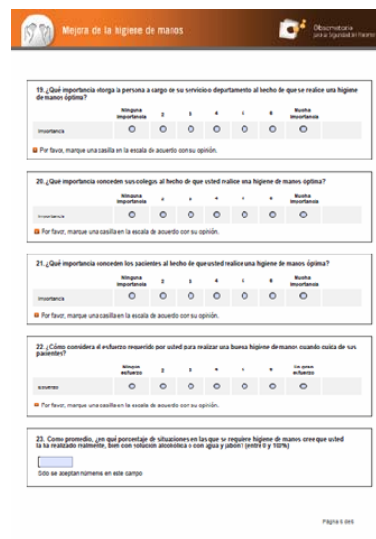 Mejora de la higiene de manos
Observatorio
para la Seguridad del Paciente
19. ¿Qué importancia otorga la persona a cargo de su servicio o departamento al hecho de que se realice una higiene
de manos óptima?
Ninguna
importancia 2 3 4 5 6 Mucha
importancia
Importancia
Por favor, marque una casilla en la escala de acuerdo con su opinión.
20. ¿Qué importancia conceden sus colegas al hecho de que usted realice una higiene de manos óptima?
Ninguna
importancia 2 3 4 5 6 Mucha
importancia
Importancia
Por favor, marque una casilla en la escala de acuerdo con su opinión.
21. ¿Qué importancia conceden los pacientes al hecho de que usted realice una higiene de manos óptima?
Ninguna
importancia 2 3 4 5 6 Mucha
importancia
Importancia
Por favor, marque una casilla en la escala de acuerdo con su opinión.
22. ¿Cómo considera el esfuerzo requerido por usted para realizar una buena higiene de manos cuando cuida de sus
pacientes?
Ningún
esfuerzo 2 3 4 5 6 Un gran
esfuerzo
Esfuerzo
Por favor, marque una casilla en la escala de acuerdo con su opinión.
23. Como promedio, ¿en qué porcentaje de situaciones en las que se requiere higiene de manos cree que usted
la ha realizado realmente, bien con solución alcohólica o con agua y jabón? (entre 0 y 100%)
Sólo se aceptan números en este campo
Página 5 de 6